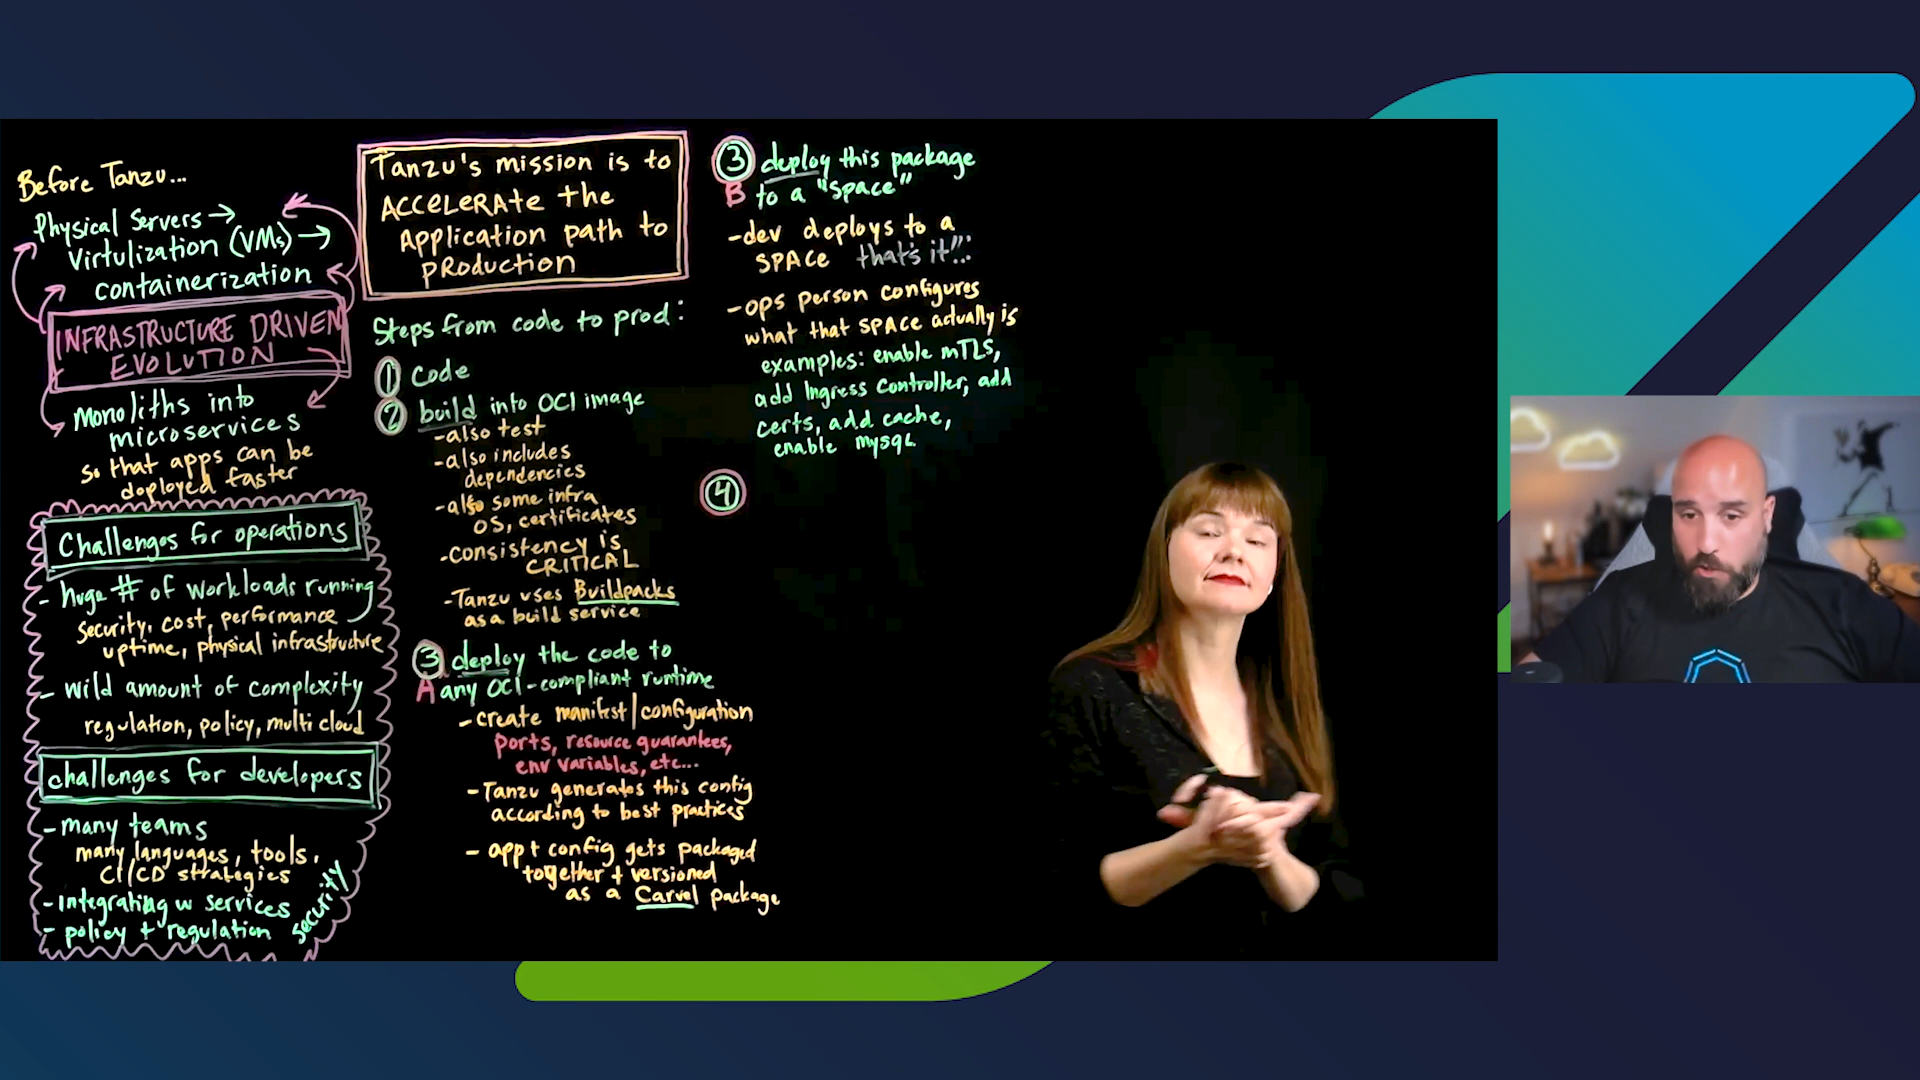 Before Tanzu...
Physical Servers →
Virtulization (VMs) →
containerization
INFRASTRUCTURE DRIVEN
EVOLUTION
Monoliths into
microservices
so that apps can be
deployed faster
Challenges for operations
- huge # of workloads running
security, cost, performance
uptime, physical infrastructure
- wild amount of complexity
regulation, policy, multi cloud
challenges for developers
- many teams
many languages, tools,
CI/CD strategies
- integrating w services
- policy + regulation
security
Tanzu's mission is to
ACCELERATE the
Application path to
production
Steps from code to prod:
1 Code
2 build into OCI image
- also test
- also includes
dependencies
- also some infra
OS, certificates
- consistency is
CRITICAL
- Tanzu uses Buildpacks
as a build service
3 deploy the code to
A any OCI-compliant runtime
- create manifest/configuration
ports, resource guarantees,
env variables, etc...
- Tanzu generates this config
according to best practices
- app + config gets packaged
together + versioned
as a Carvel package
3 deploy this package
B to a "space"
- dev deploys to a
SPACE that's it!!
- ops person configures
what that SPACE actually is
examples: enable mTLS,
add Ingress Controller, add
certs, add cache,
enable mysql
4